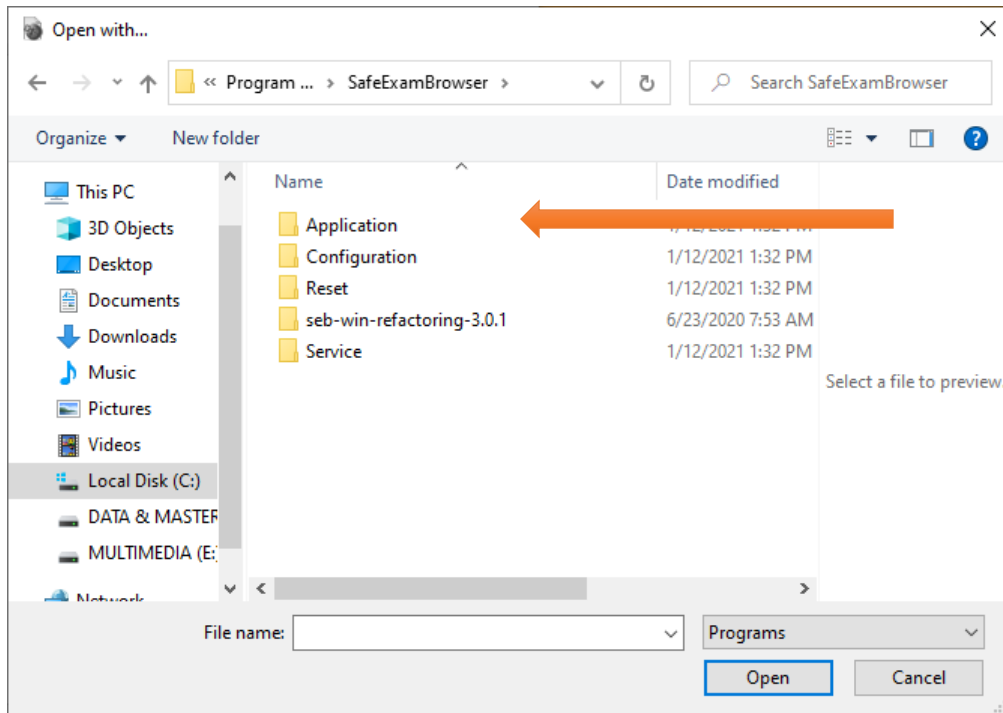 Open with...
« Program ... › SafeExamBrowser ›
Search SafeExamBrowser
Organize New folder
Name Date modified
This PC
3D Objects
Desktop
Documents
Downloads
Music
Pictures
Videos
Local Disk (C:)
DATA & MASTER
MULTIMEDIA (E:
Network
Application
Configuration 1/12/2021 1:32 PM
Reset 1/12/2021 1:32 PM
seb-win-refactoring-3.0.1 6/23/2020 7:53 AM
Service 1/12/2021 1:32 PM
Select a file to preview.
File name: Programs
Open Cancel